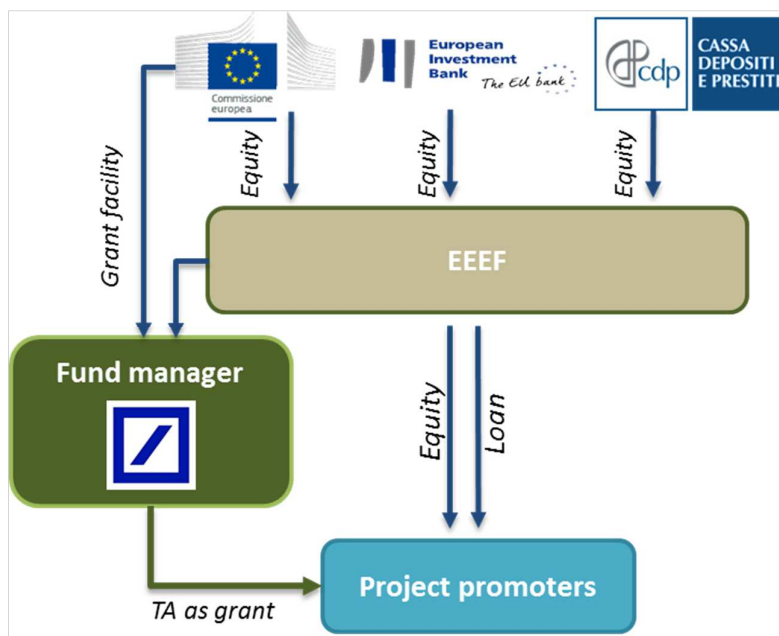 Commissione
europea
European
Investment
Bank
The EU bank
cdp
CASSA
DEPOSITI
E PRESTITI
Grant facility
Equity
Equity
Equity
EEEF
Fund manager
Equity
Loan
Project promoters
TA as grant